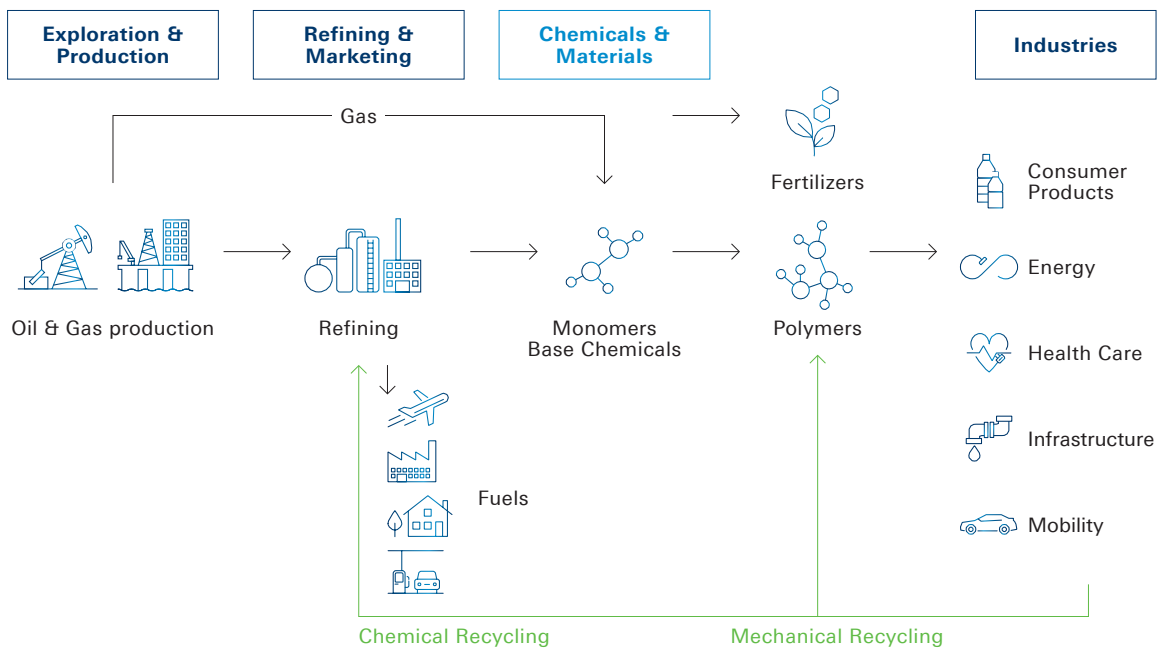 Exploration &
Production
Refining &
Marketing
Chemicals &
Materials
Industries
Gas
Fertilizers
Consumer
Products
Energy
Oil & Gas production
Refining
Monomers
Base Chemicals
Polymers
Health Care
Infrastructure
Fuels
Mobility
Chemical Recycling
Mechanical Recycling